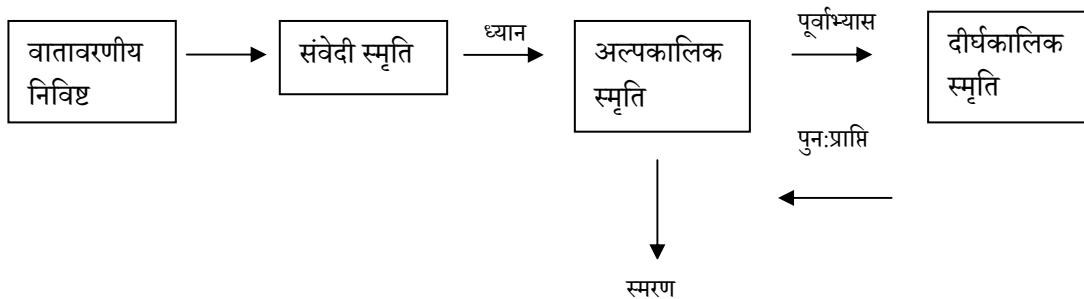 वातावरणीय
निविष्ट
संवेदी स्मृति
ध्यान
अल्पकालिक
स्मृति
पूर्वाभ्यास
दीर्घकालिक
स्मृति
पुन:प्राप्ति
स्मरण